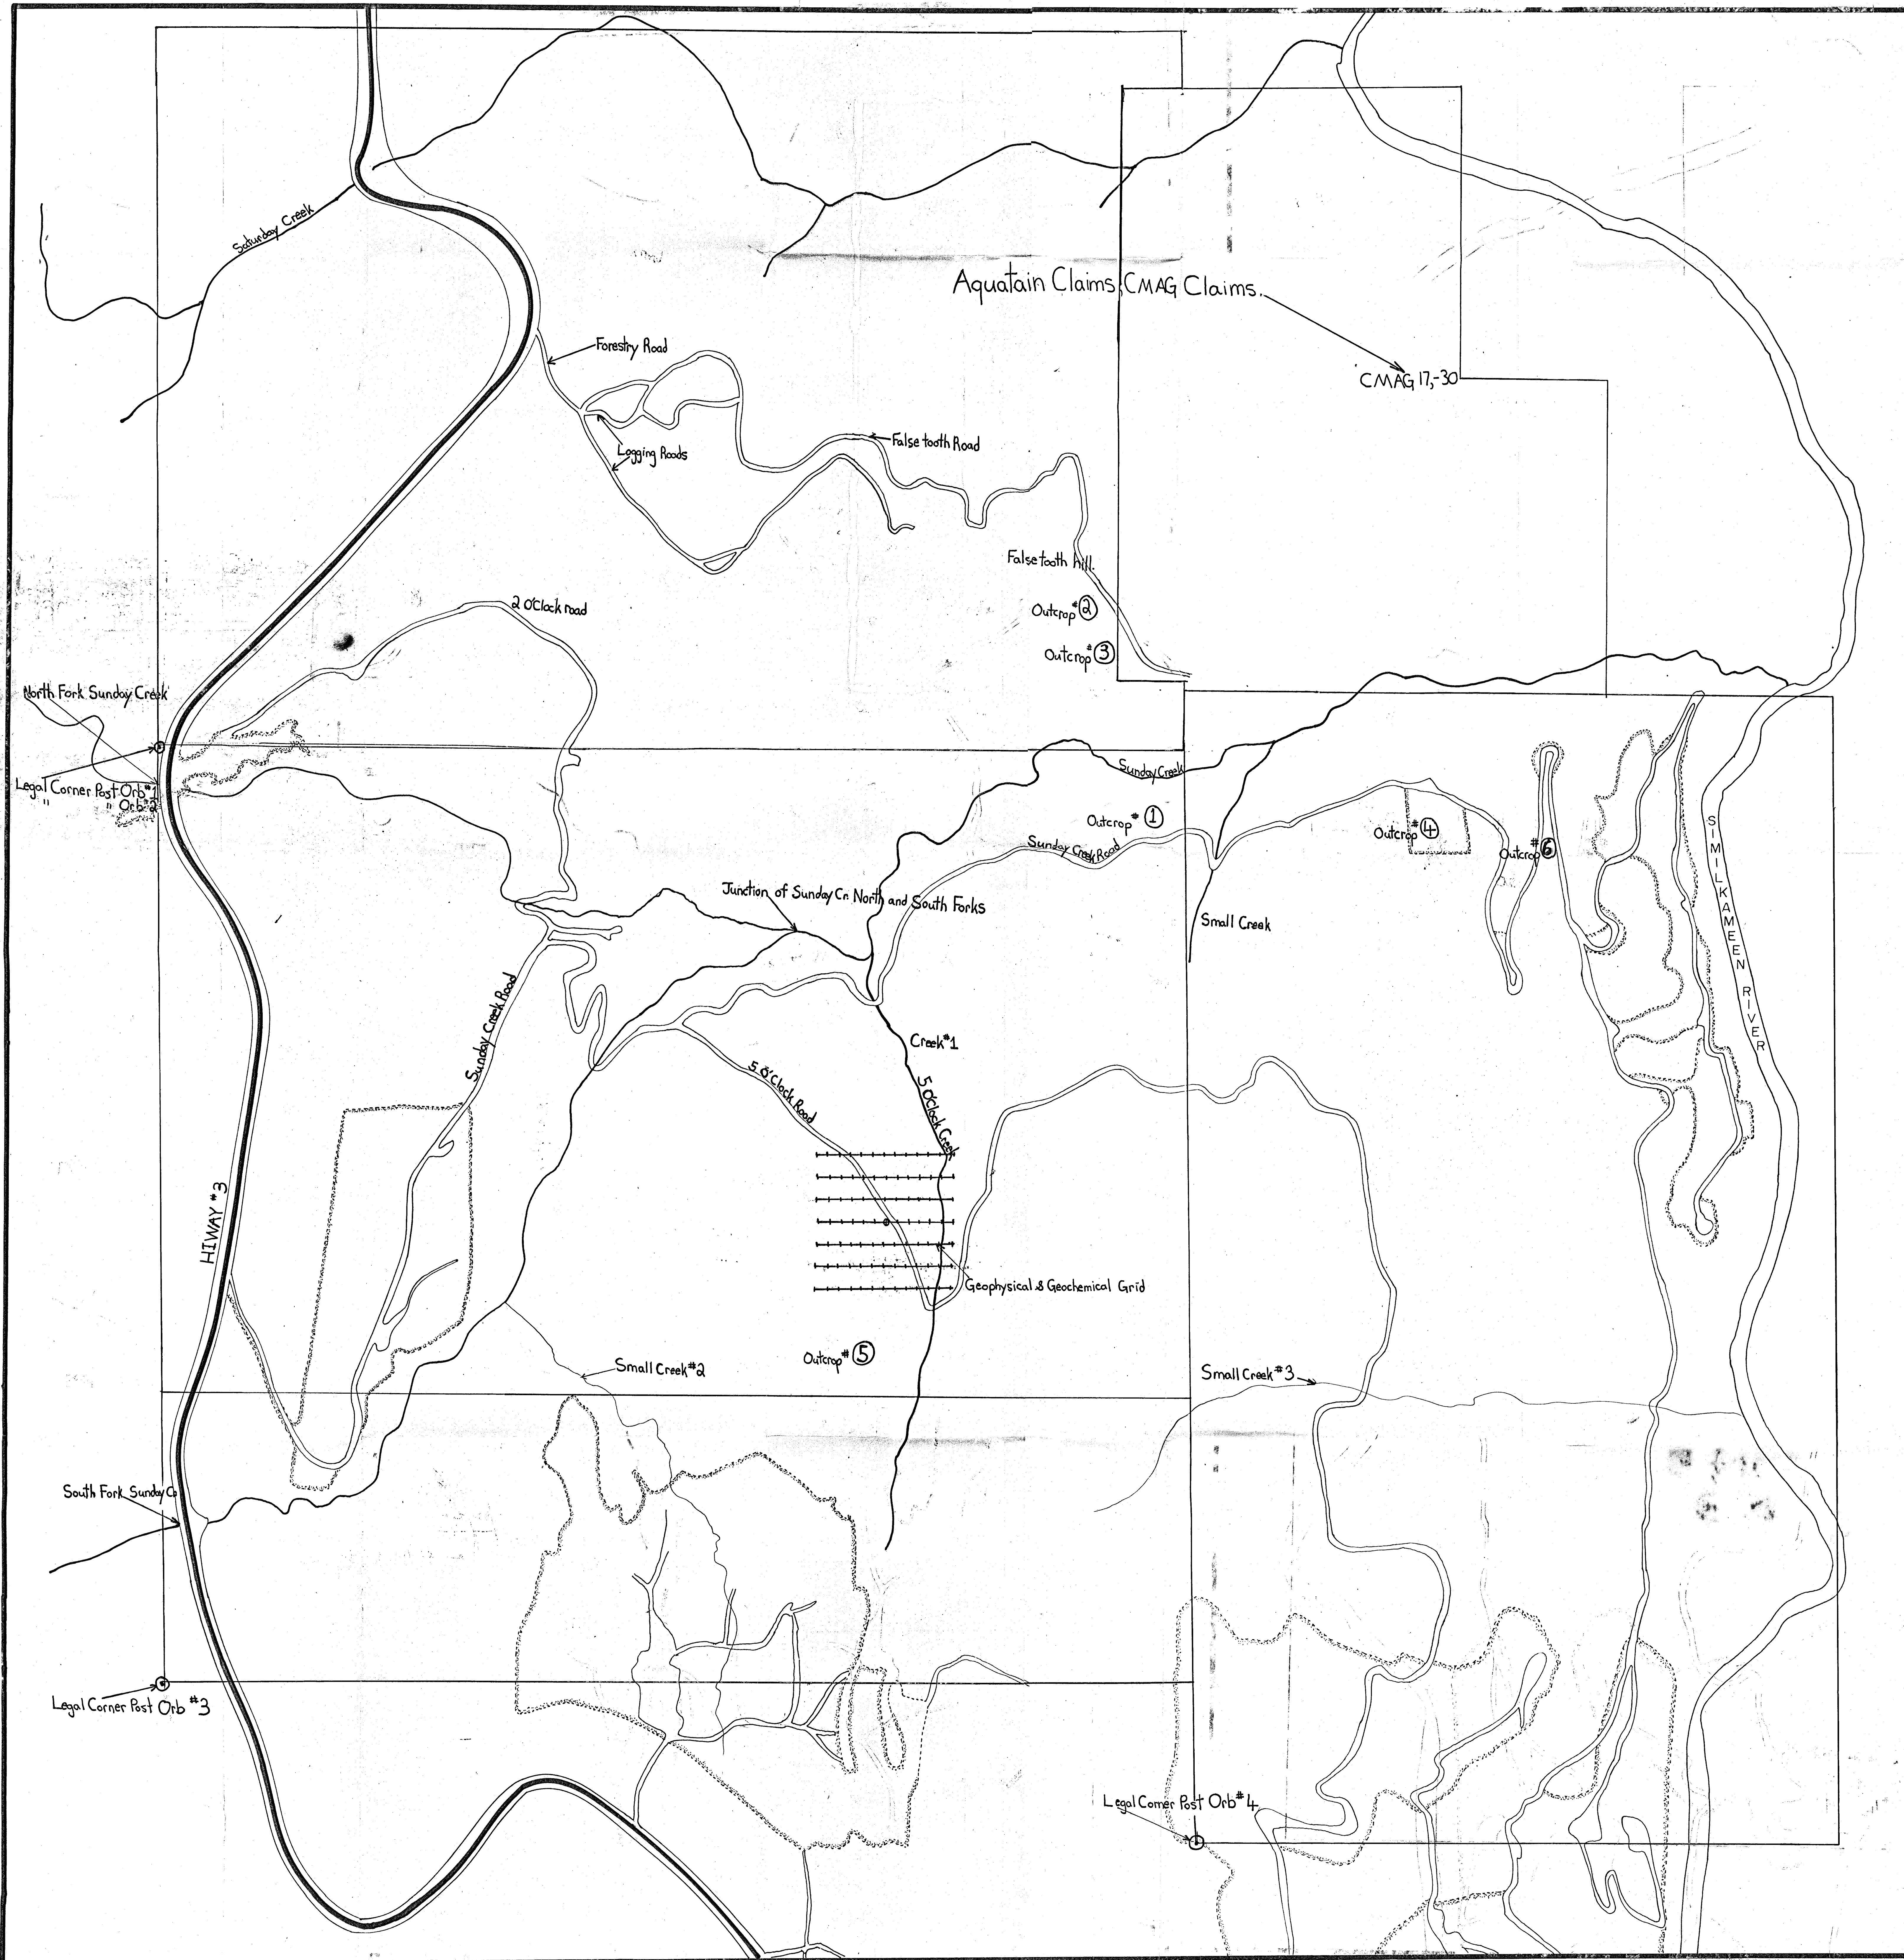 Saturday Creek
Aquatain Claims, CMAG Claims.
Forestry Road
CMAG 17,-30
Logging Roads
False tooth Road
False tooth hill.
2 O'Clock road
Outcrop #②
Outcrop #③
North Fork Sunday Creek
Sunday Creek
Legal Corner Post Orb #1
" " Orb #2
Outcrop # ①
Sunday Creek Road
Outcrop #④
Outcrop #⑥
SIMILKAMEEN RIVER
Junction of Sunday Cr. North and South Forks
Small Creek
Sunday Creek Road
Creek #1
5 O'Clock Road
5 O'Clock Creek
HIWAY #3
Geophysical & Geochemical Grid
Outcrop # ⑤
Small Creek #2
Small Creek #3
South Fork Sunday Cr.
Legal Corner Post Orb #3
Legal Corner Post Orb #4